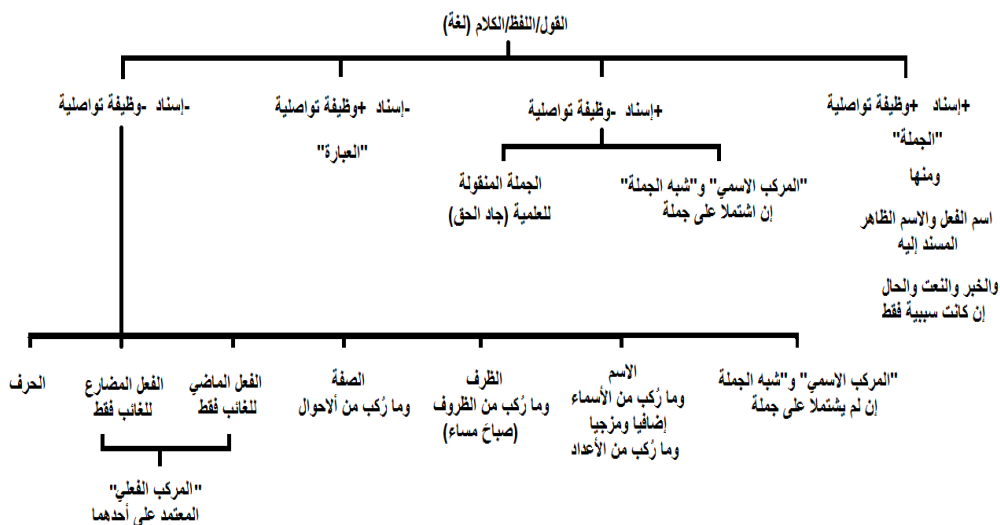 القول/اللفظ/الكلام (لغة)
+إسناد +وظيفة تواصلية
"الجملة"
ومنها
اسم الفعل والاسم الظاهر
المسند إليه
والخبر والنعت والحال
إن كانت سببية فقط
+إسناد -وظيفة تواصلية
"المركب الاسمي" و"شبه الجملة"
إن اشتملا على جملة
الجملة المنقولة
للعلمية (جاد الحق)
-إسناد +وظيفة تواصلية
"العبارة"
-إسناد -وظيفة تواصلية
"المركب الاسمي" و"شبه الجملة
إن لم يشتملا على جملة
الاسم
وما رُكب من الأسماء
إضافيا ومزجيا
وما رُكب من الأعداد
الظرف
وما رُكب من الظروف
(صباحَ مساء)
الصفة
وما رُكب من ألاحوال
الفعل الماضي
للغائب فقط
الفعل المضارع
للغائب فقط
"المركب الفعلي"
المعتمد على أحدهما
الحرف